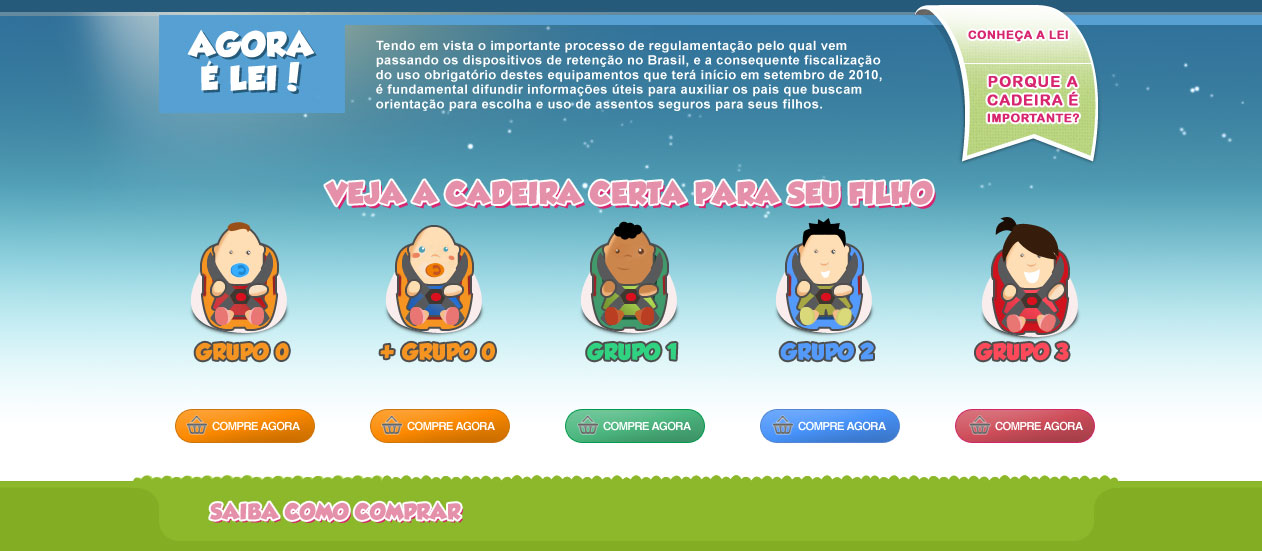 AGORA
É LEI!
Tendo em vista o importante processo de regulamentação pelo qual vem
passando os dispositivos de retenção no Brasil, e a consequente fiscalização
do uso obrigatório destes equipamentos que terá início em setembro de 2010,
é fundamental difundir informações úteis para auxiliar os pais que buscam
orientação para escolha e uso de assentos seguros para seus filhos.
CONHEÇA A LEI
PORQUE A
CADEIRA É
IMPORTANTE?
VEJA A CADEIRA CERTA PARA SEU FILHO
GRUPO 0
+ GRUPO 0
GRUPO 1
GRUPO 2
GRUPO 3
COMPRE AGORA
COMPRE AGORA
COMPRE AGORA
COMPRE AGORA
COMPRE AGORA
SAIBA COMO COMPRAR